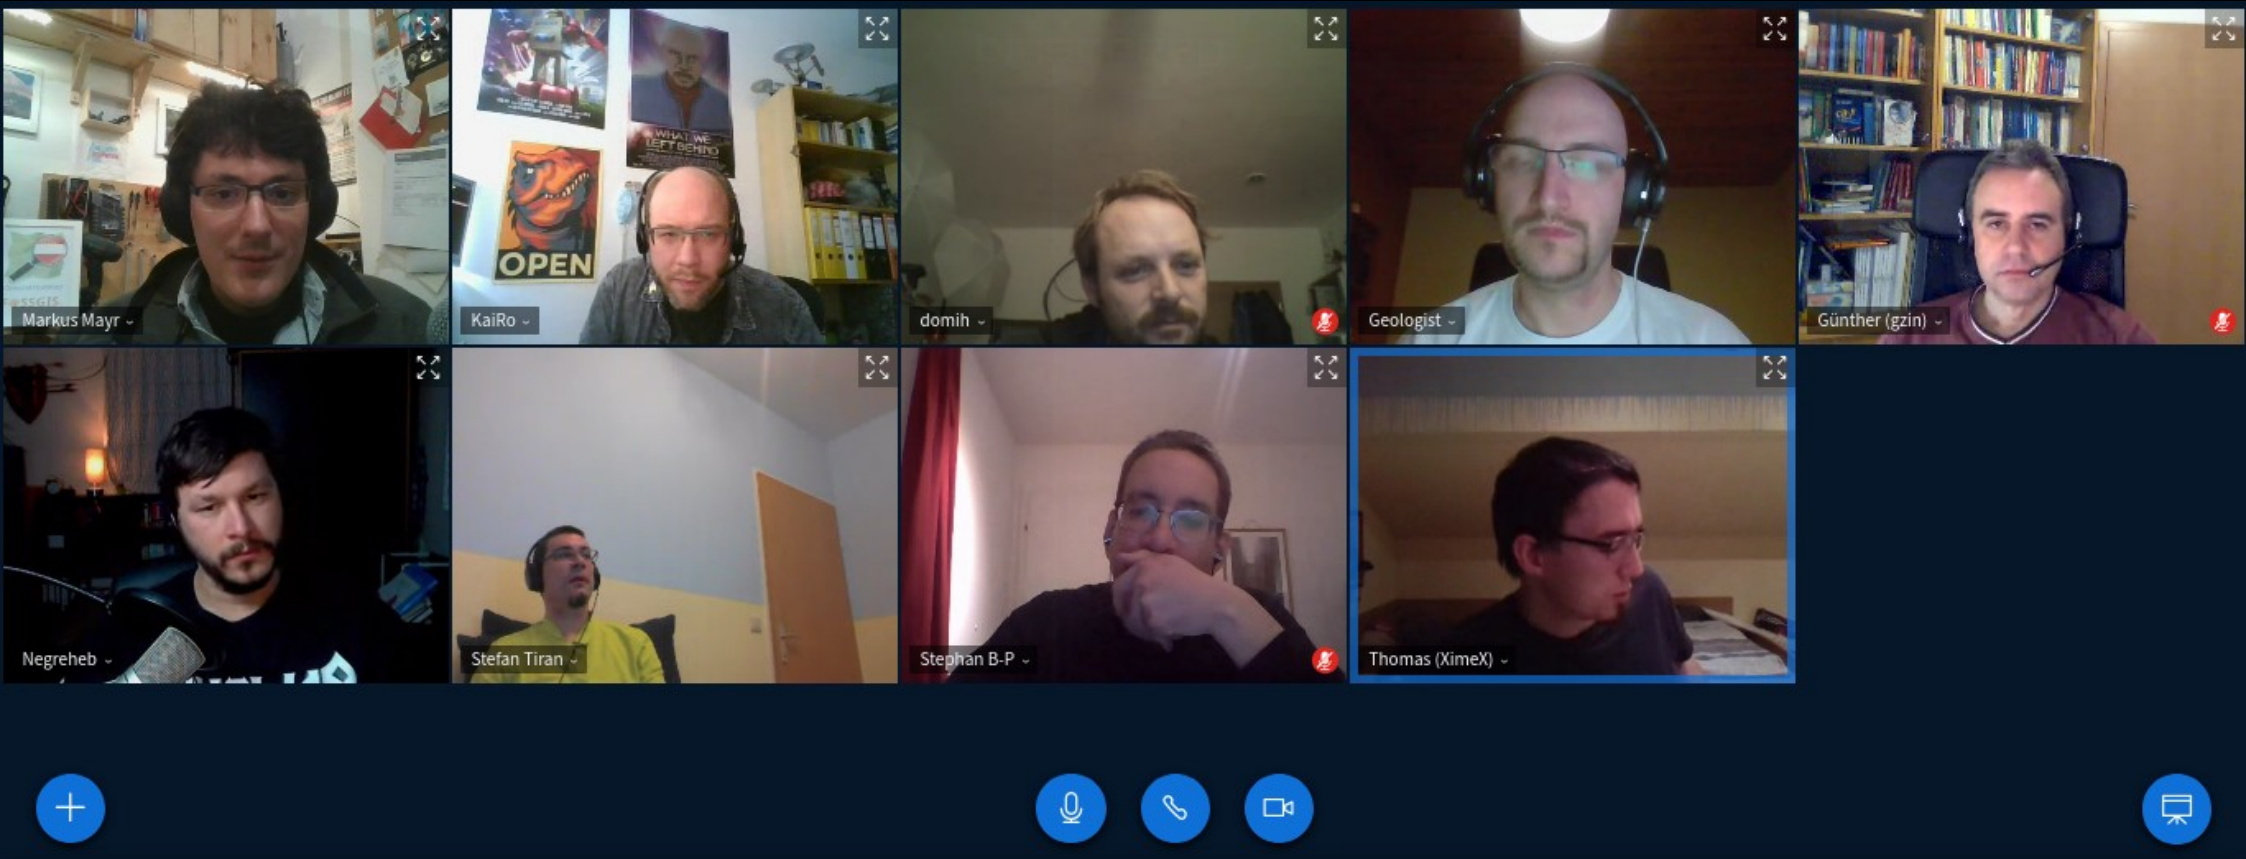 WHAT WE
LEFT BEHIND
OPEN
Markus Mayr
KaiRo
domih
Geologist
Günther (gzin)
Negreheb
Stefan Tiran
Stephan B-P
Thomas (XimeX)